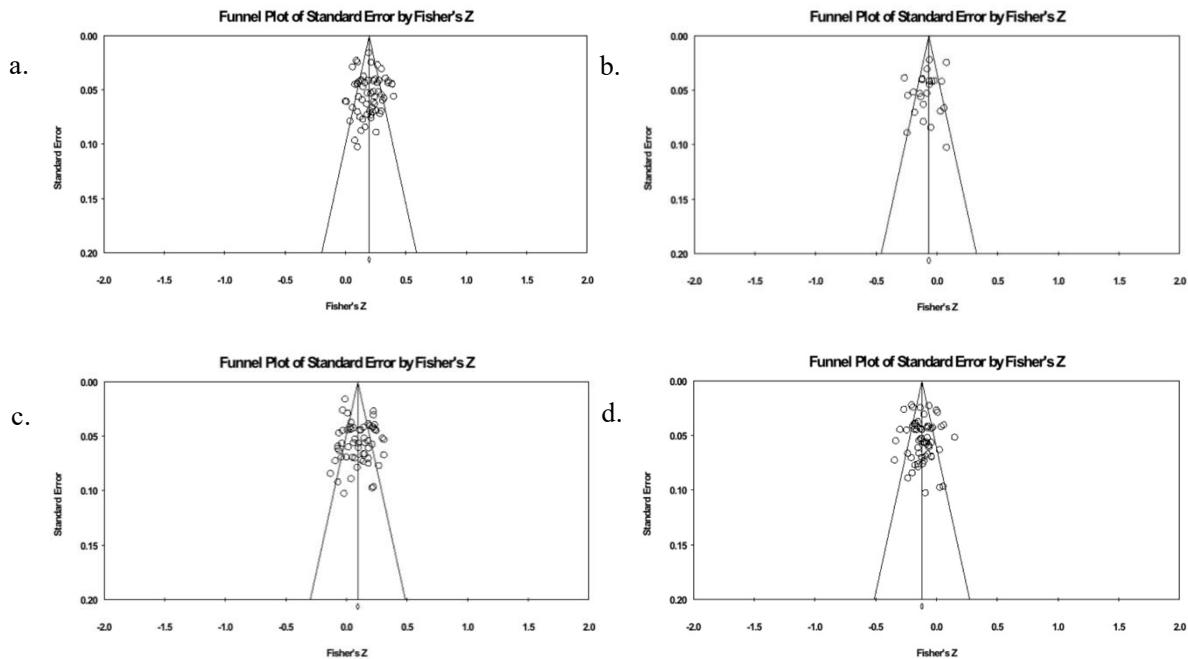 a.
Funnel Plot of Standard Error by Fisher's Z
0.00
0.05
0.10
0.15
0.20
Standard Error
-2.0 -1.5 -1.0 -0.5 0.0 0.5 1.0 1.5 2.0
Fisher's Z
b.
Funnel Plot of Standard Error by Fisher's Z
0.00
0.05
0.10
0.15
0.20
Standard Error
-2.0 -1.5 -1.0 -0.5 0.0 0.5 1.0 1.5 2.0
Fisher's Z
c.
Funnel Plot of Standard Error by Fisher's Z
0.00
0.05
0.10
0.15
0.20
Standard Error
-2.0 -1.5 -1.0 -0.5 0.0 0.5 1.0 1.5 2.0
Fisher's Z
d.
Funnel Plot of Standard Error by Fisher's Z
0.00
0.05
0.10
0.15
0.20
Standard Error
-2.0 -1.5 -1.0 -0.5 0.0 0.5 1.0 1.5 2.0
Fisher's Z